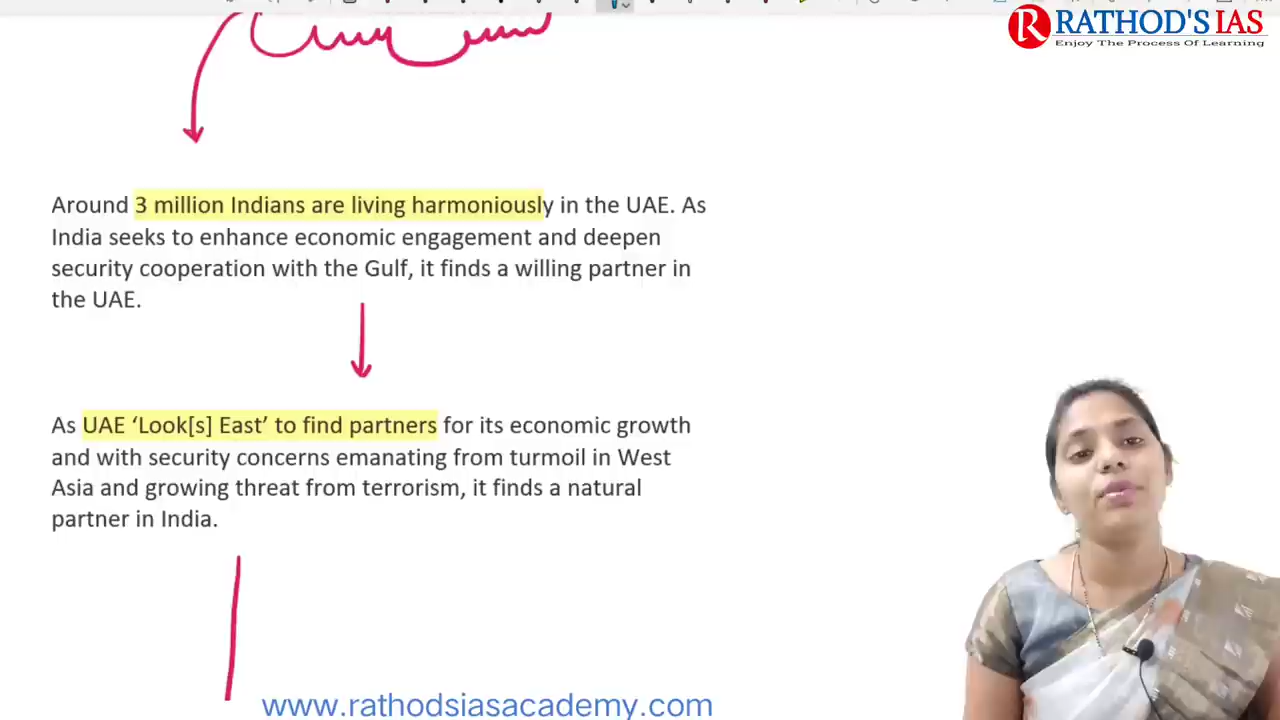 RATHOD'S IAS
Enjoy The Process Of Learning
Around 3 million Indians are living harmoniously in the UAE. As
India seeks to enhance economic engagement and deepen
security cooperation with the Gulf, it finds a willing partner in
the UAE.
As UAE ‘Look[s] East’ to find partners for its economic growth
and with security concerns emanating from turmoil in West
Asia and growing threat from terrorism, it finds a natural
partner in India.
www.rathodsiasacademy.com